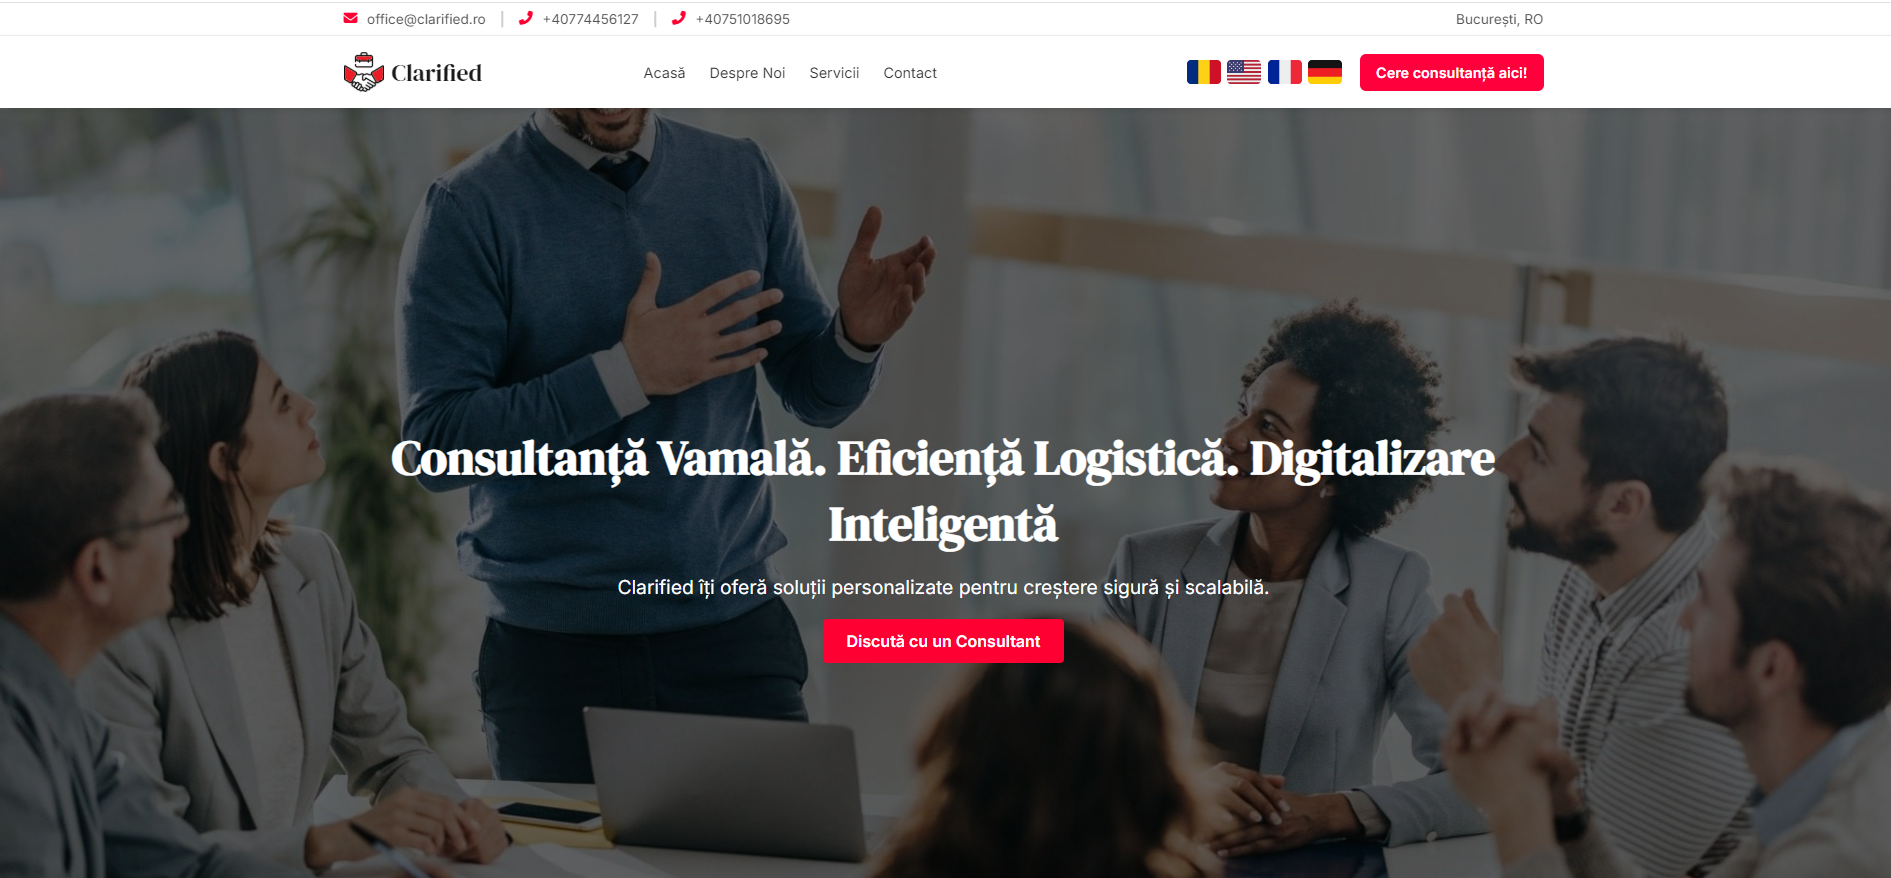 office@clarified.ro | +40774456127 | +40751018695 București, RO
Clarified Acasă Despre Noi Servicii Contact Cere consultanță aici!
Consultanță Vamală. Eficiență Logistică. Digitalizare
Inteligentă
Clarified îți oferă soluții personalizate pentru creștere sigură și scalabilă.
Discută cu un Consultant